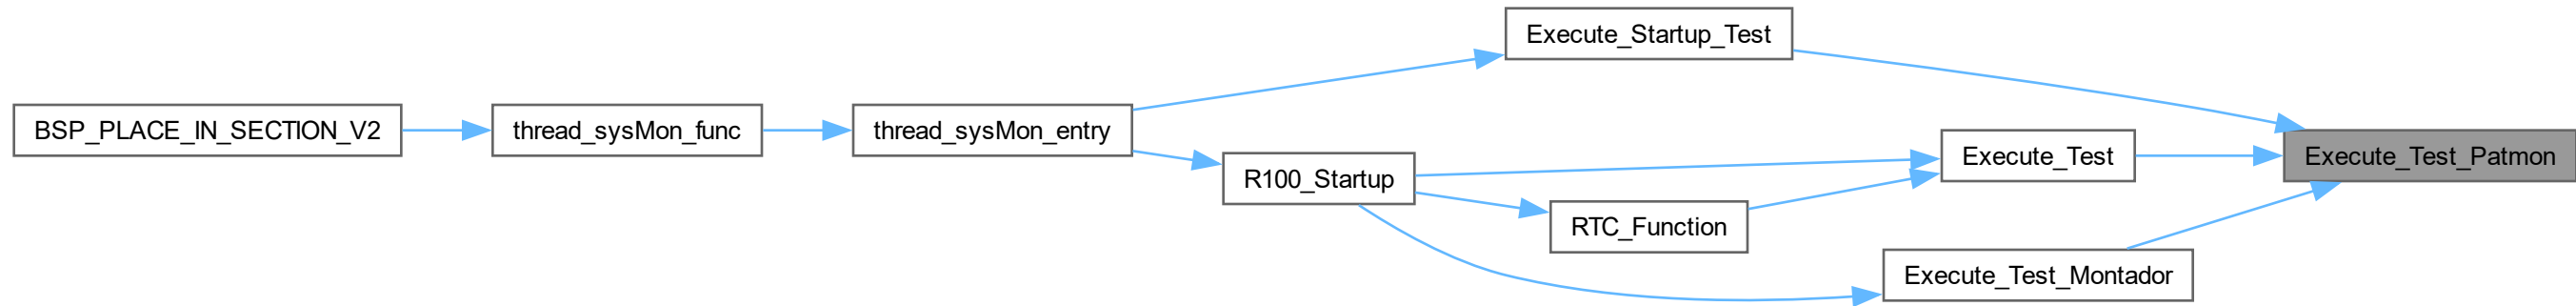 Execute_Startup_Test
BSP_PLACE_IN_SECTION_V2
thread_sysMon_func
thread_sysMon_entry
Execute_Test
Execute_Test_Patmon
R100_Startup
RTC_Function
Execute_Test_Montador